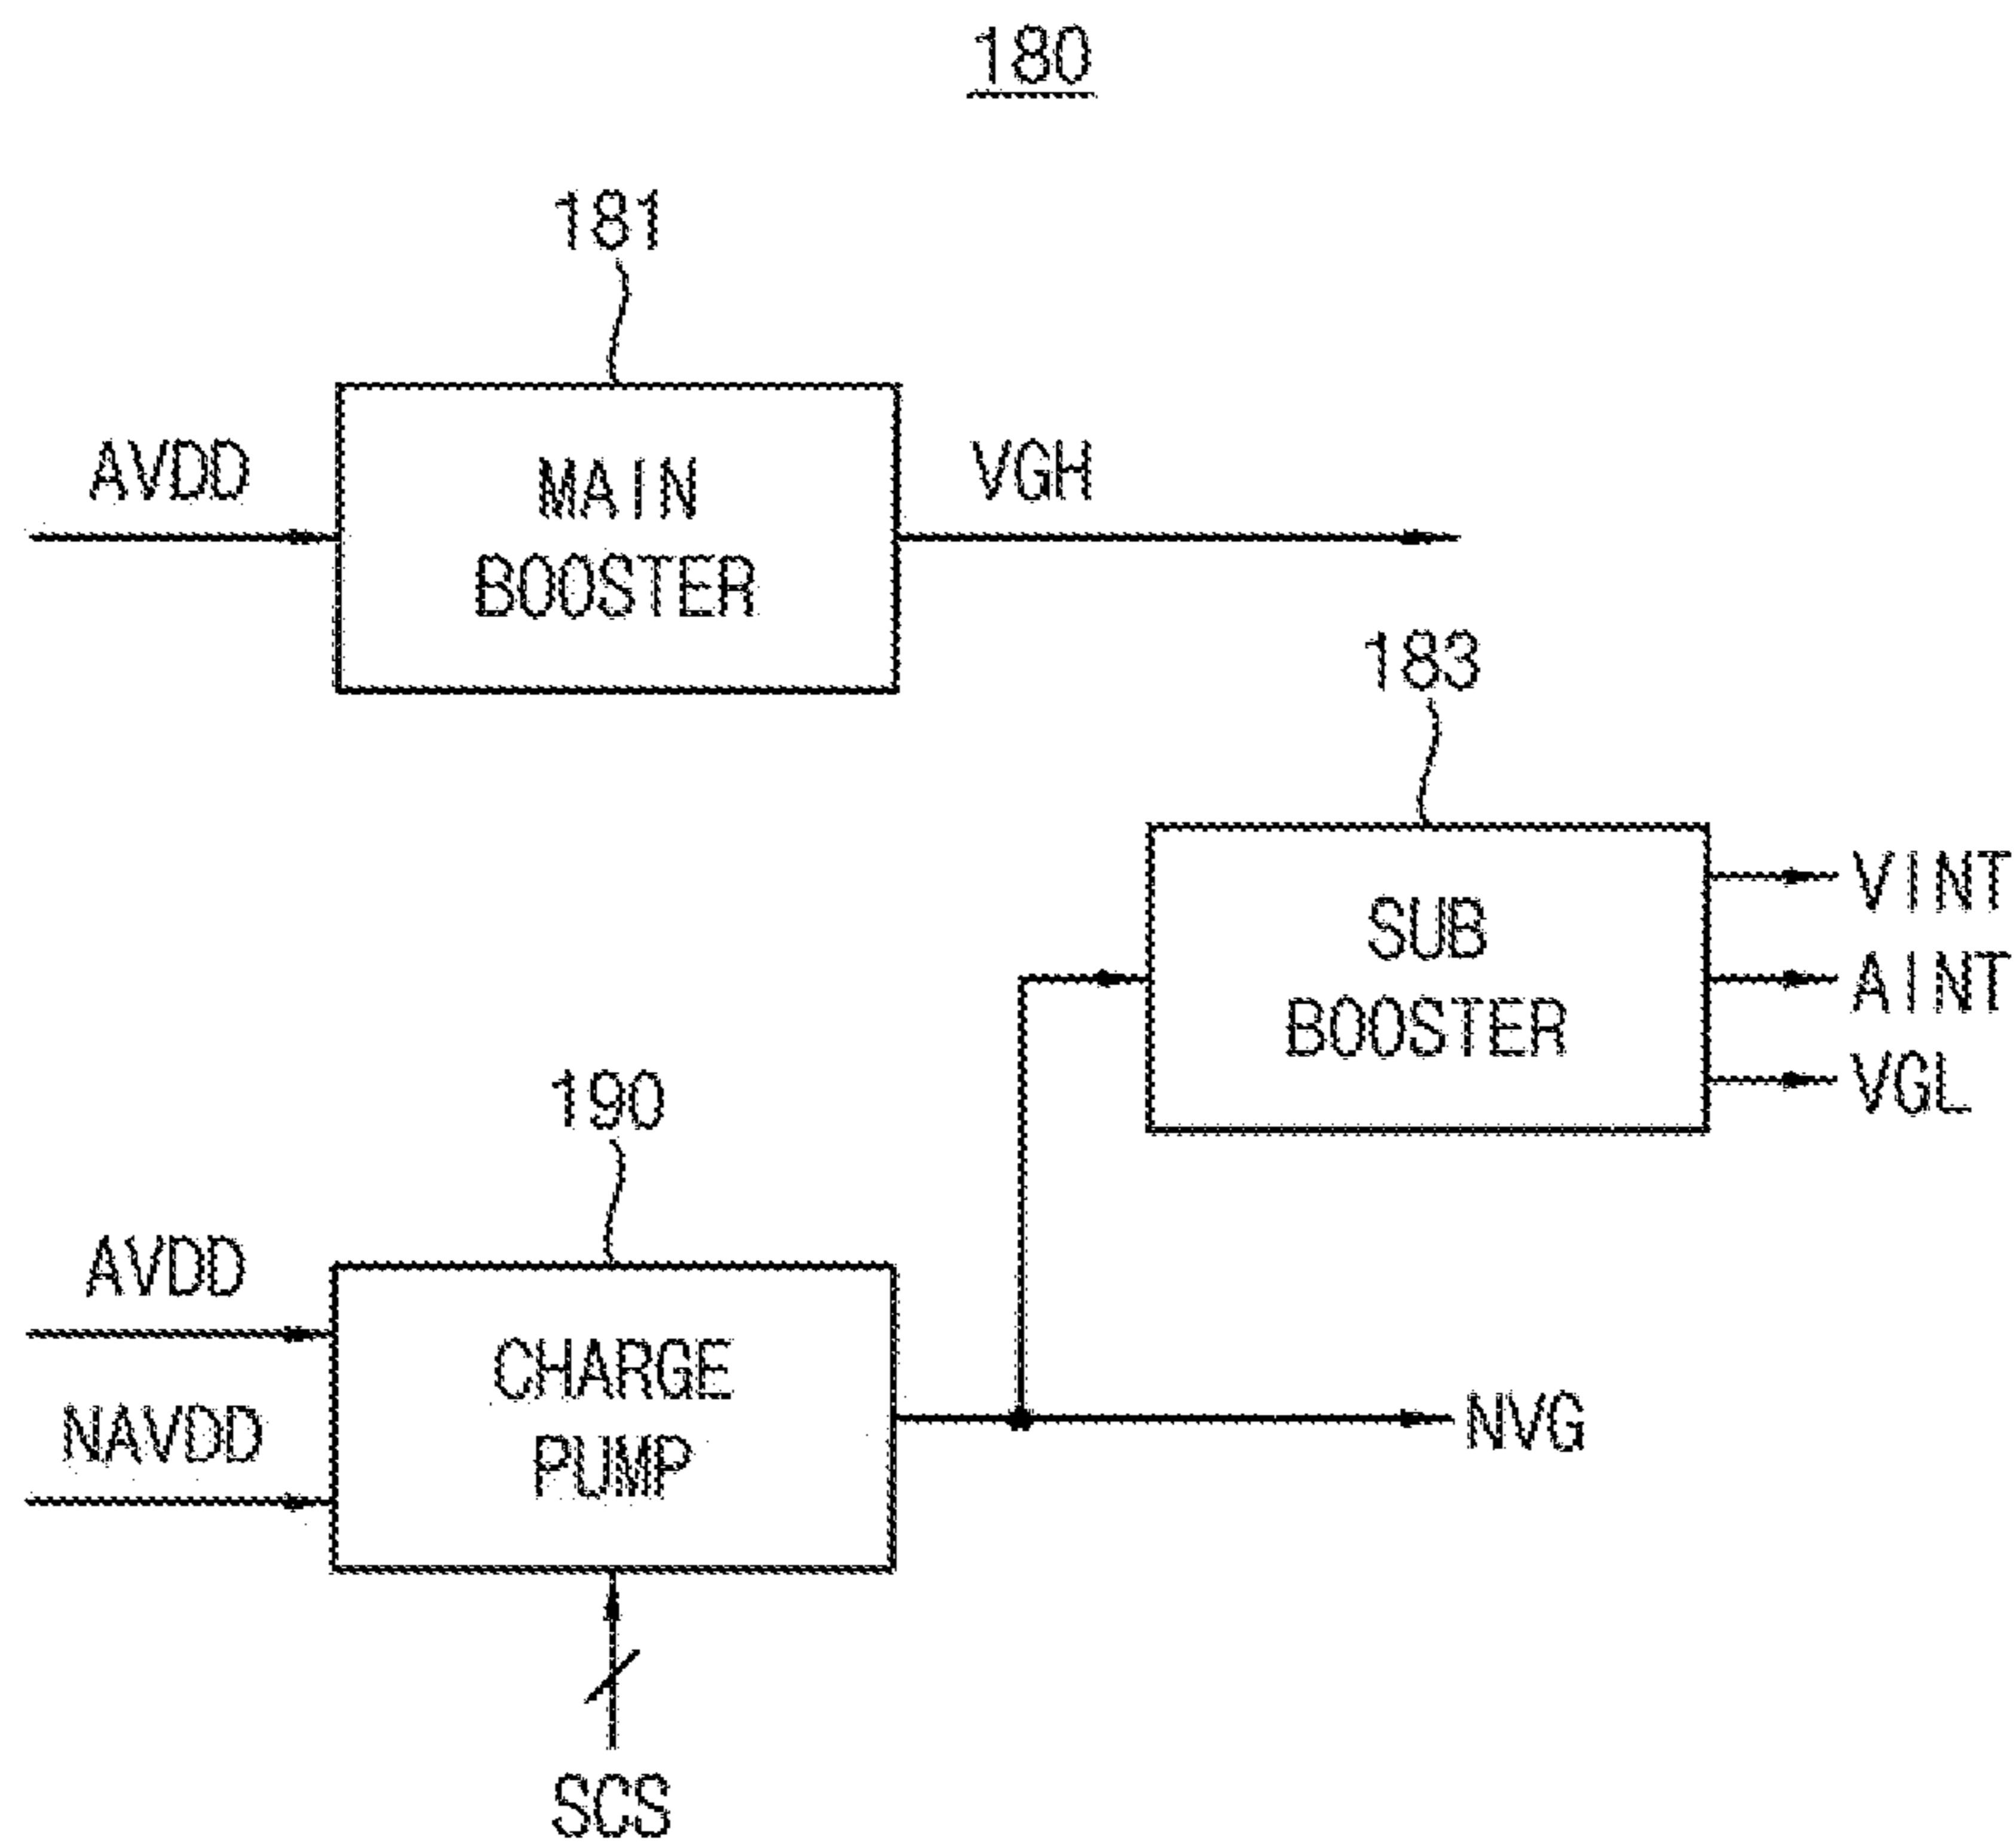 180
181
AVDD
MAIN
BOOSTER
VGH
183
SUB
BOOSTER
VINT
AINT
VGL
190
AVDD
NAVDD
CHARGE
PUMP
NVG
SCS